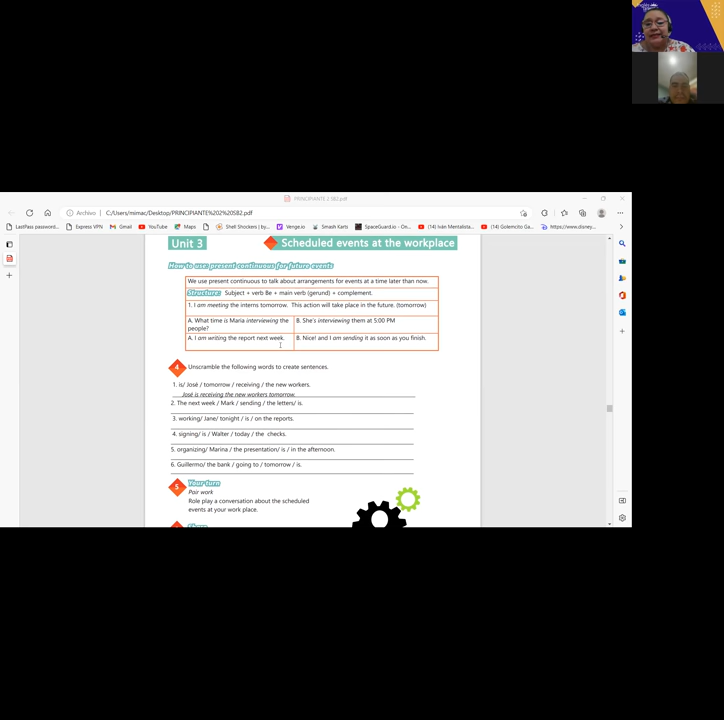 PRINCIPIANTE 2 SB2.pdf
Archivo | C:/Users/mimac/Desktop/PRINCIPIANTE%202%20SB2.pdf
LastPass password... Express VPN Gmail YouTube Maps Shell Shockers | by... Venge.io Smash Karts SpaceGuard.io - On... (14) Iván Mentalista... (14) Golemcito Ga... https://www.disney...
Unit 3 Scheduled events at the workplace
How to use: present continuous for future events
We use present continuous to talk about arrangements for events at a time later than now.
Structure: Subject + verb Be + main verb (gerund) + complement.
1. I am meeting the interns tomorrow. This action will take place in the future. (tomorrow)
A. What time is Maria interviewing the people?
B. She's interviewing them at 5:00 PM
A. I am writing the report next week.
B. Nice! and I am sending it as soon as you finish.
4 Unscramble the following words to create sentences.
1. is/ José / tomorrow / receiving / the new workers.
José is receiving the new workers tomorrow.
2. The next week / Mark / sending / the letters/ is.
3. working/ Jane/ tonight / is / on the reports.
4. signing/ is / Walter / today / the checks.
5. organizing/ Marina / the presentation/ is / in the afternoon.
6. Guillermo/ the bank / going to / tomorrow / is.
5 Your turn
Pair work
Role play a conversation about the scheduled
events at your work place.